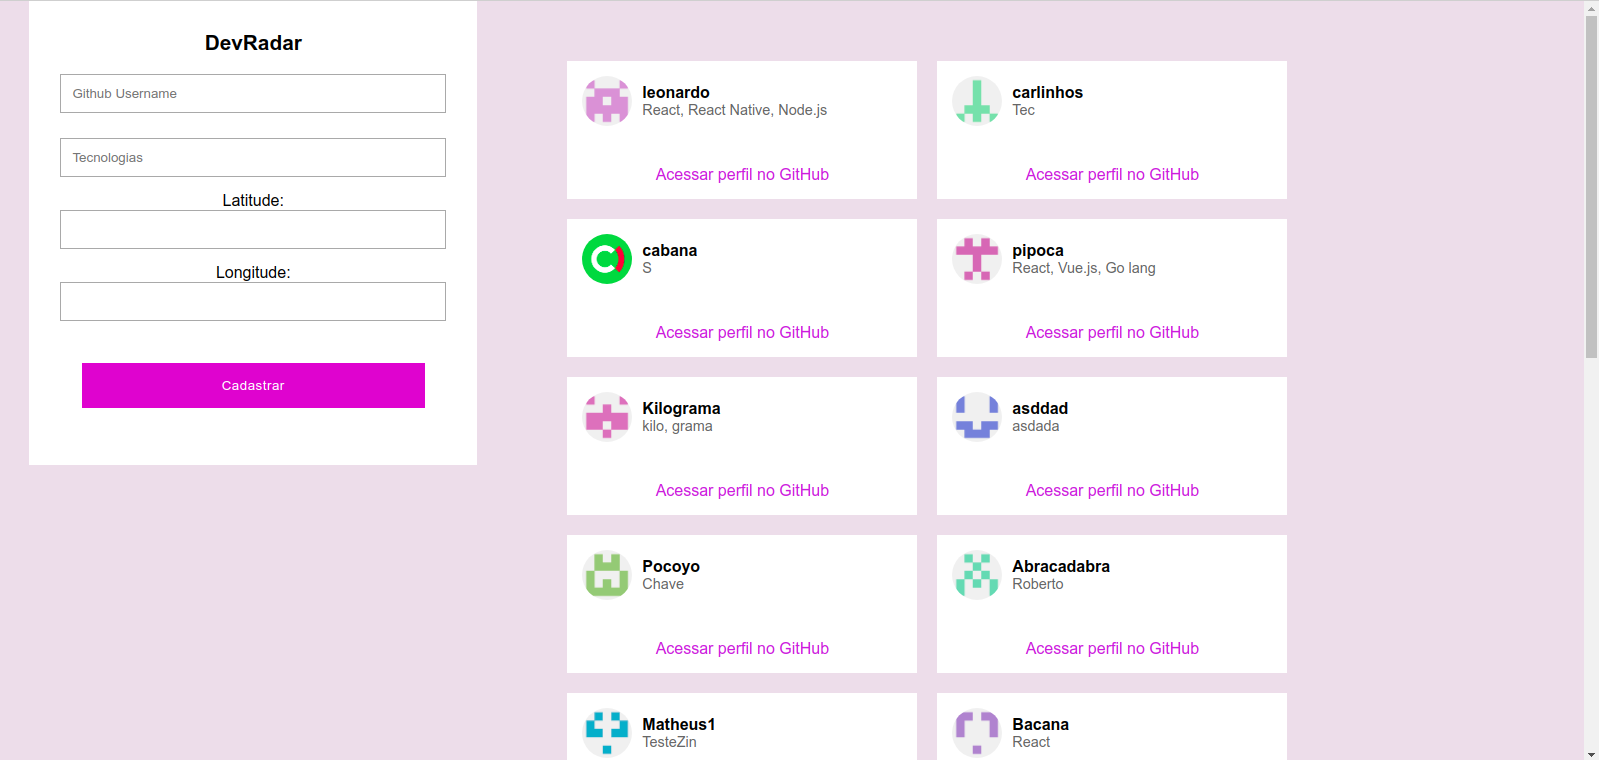 DevRadar
Github Username
Tecnologias
Latitude:
Longitude:
Cadastrar
leonardo
React, React Native, Node.js
Acessar perfil no GitHub
carlinhos
Tec
Acessar perfil no GitHub
cabana
S
Acessar perfil no GitHub
pipoca
React, Vue.js, Go lang
Acessar perfil no GitHub
Kilograma
kilo, grama
Acessar perfil no GitHub
asddad
asdada
Acessar perfil no GitHub
Pocoyo
Chave
Acessar perfil no GitHub
Abracadabra
Roberto
Acessar perfil no GitHub
Matheus1
TesteZin
Bacana
React